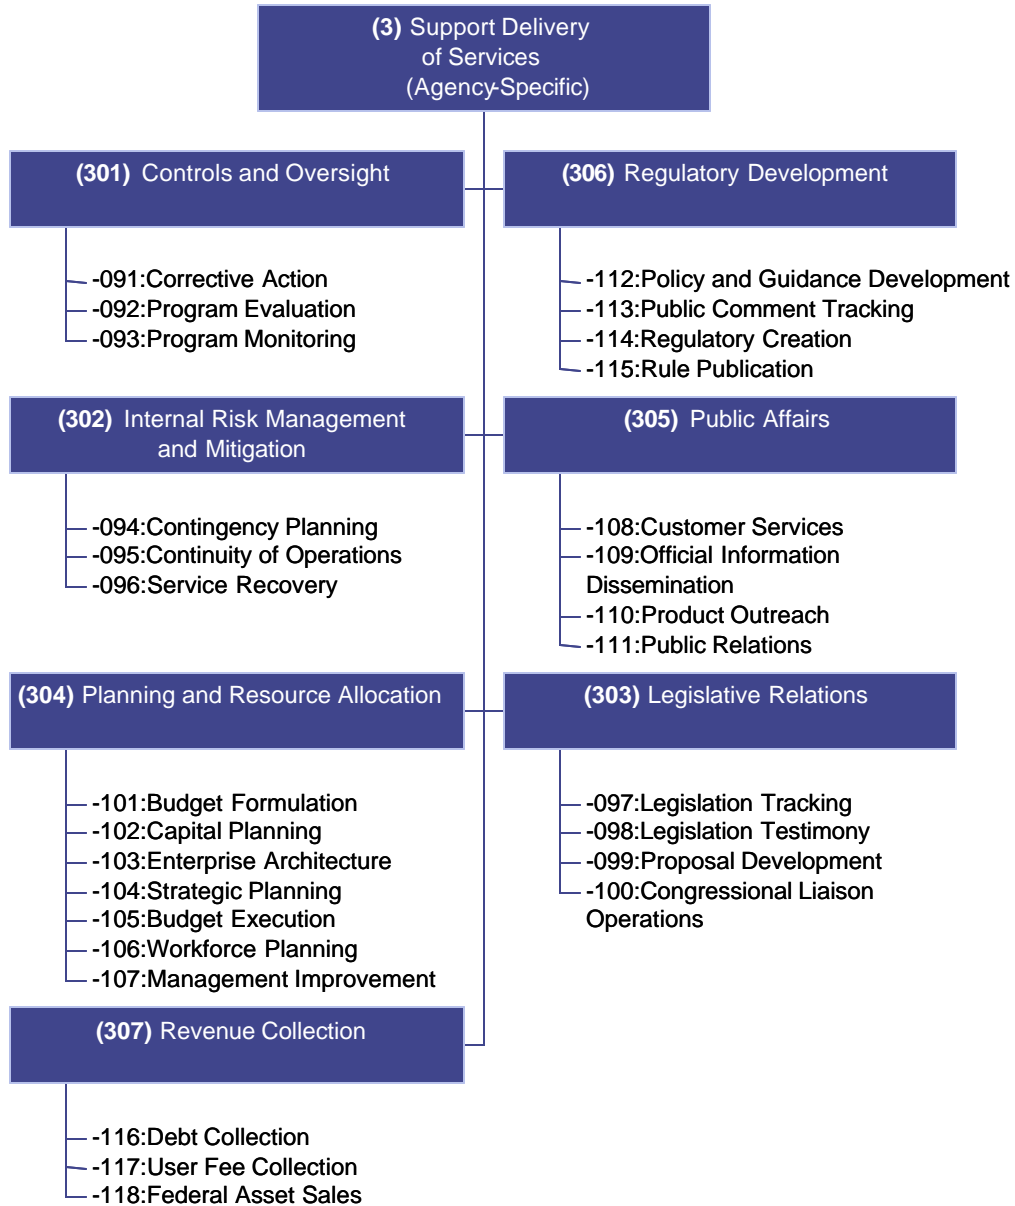 (3) Support Delivery
of Services
(Agency-Specific)
(301) Controls and Oversight
-091:Corrective Action
-092:Program Evaluation
-093:Program Monitoring
(306) Regulatory Development
-112:Policy and Guidance Development
-113:Public Comment Tracking
-114:Regulatory Creation
-115:Rule Publication
(302) Internal Risk Management
and Mitigation
-094:Contingency Planning
-095:Continuity of Operations
-096:Service Recovery
(305) Public Affairs
-108:Customer Services
-109:Official Information
Dissemination
-110:Product Outreach
-111:Public Relations
(304) Planning and Resource Allocation
-101:Budget Formulation
-102:Capital Planning
-103:Enterprise Architecture
-104:Strategic Planning
-105:Budget Execution
-106:Workforce Planning
-107:Management Improvement
(303) Legislative Relations
-097:Legislation Tracking
-098:Legislation Testimony
-099:Proposal Development
-100:Congressional Liaison
Operations
(307) Revenue Collection
-116:Debt Collection
-117:User Fee Collection
-118:Federal Asset Sales